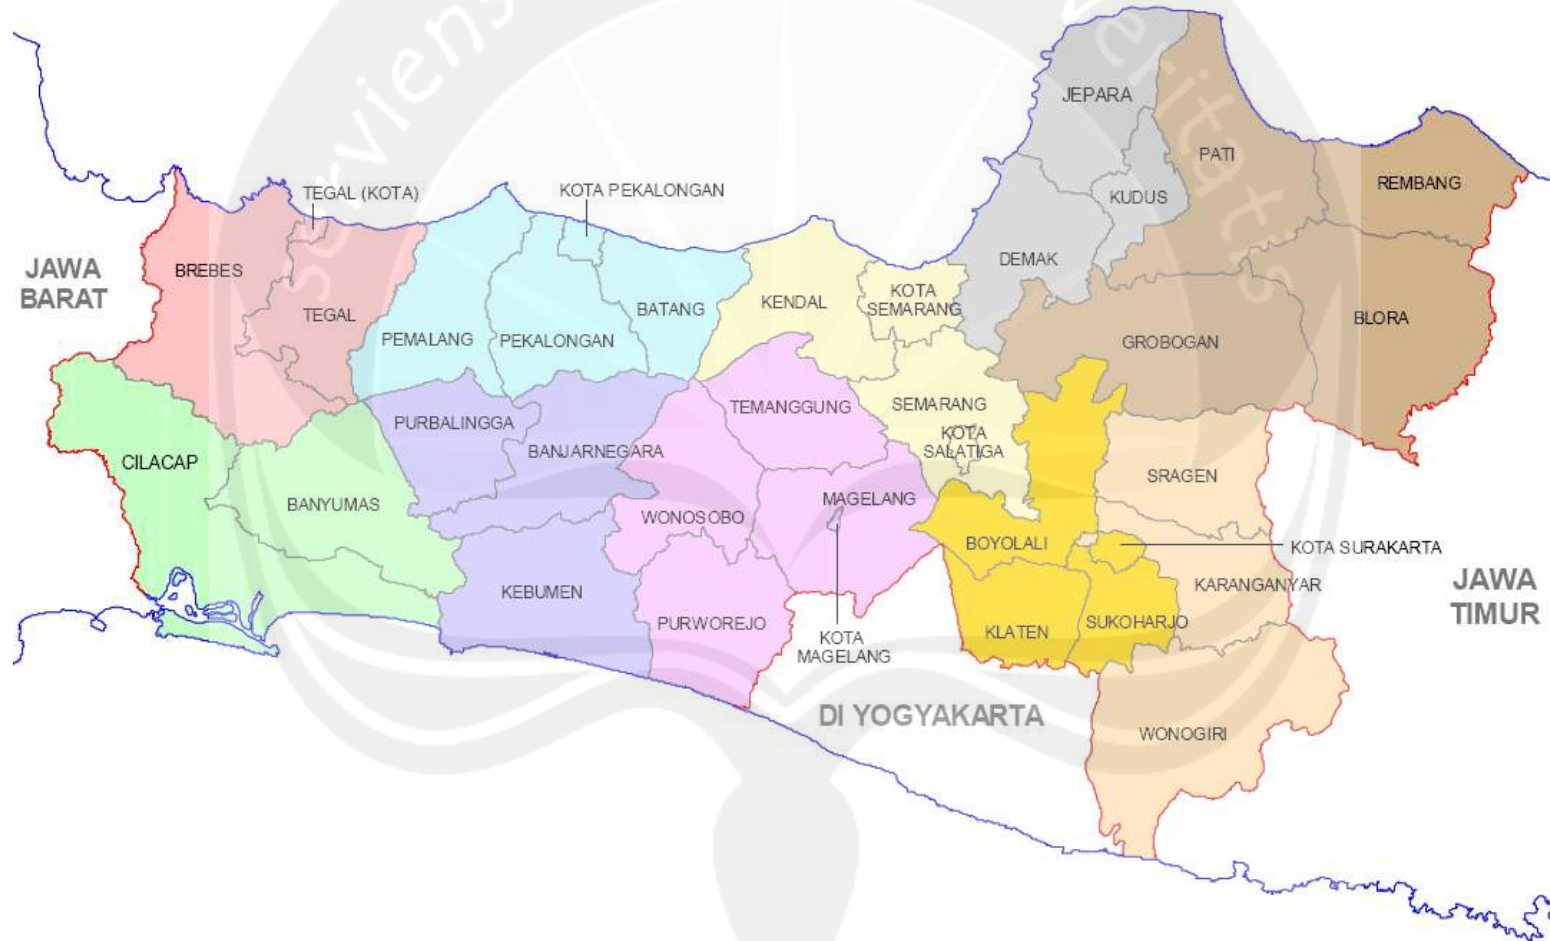 serviens
veritatis
JEPARA
PATI
REMBANG
TEGAL (KOTA)
KOTA PEKALONGAN
KUDUS
JAWA
BARAT
BREBES
DEMAK
TEGAL
PEMALANG
PEKALONGAN
BATANG
KENDAL
KOTA
SEMARANG
GROBOGAN
BLORA
PURBALINGGA
TEMANGGUNG
SEMARANG
CILACAP
BANJARNEGARA
KOTA
SALATIGA
SRAGEN
BANYUMAS
WONOSOBO
MAGELANG
BOYOLALI
KOTA SURAKARTA
KEBUMEN
KARANGANYAR
JAWA
TIMUR
PURWOREJO
KOTA
MAGELANG
KLATEN
SUKOHARJO
DI YOGYAKARTA
WONOGIRI